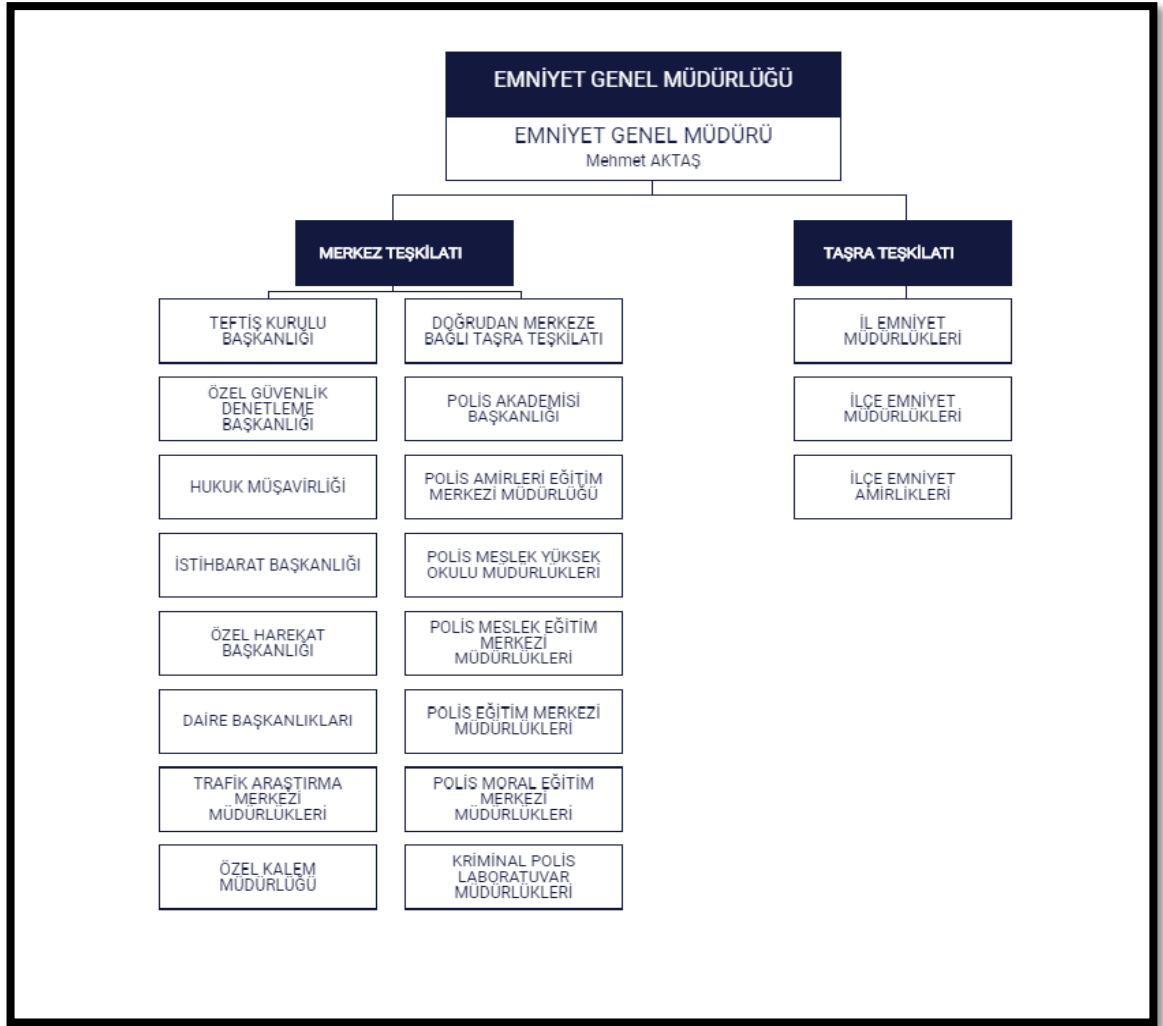 EMNİYET GENEL MÜDÜRLÜĞÜ
EMNİYET GENEL MÜDÜRÜ
Mehmet AKTAŞ
MERKEZ TEŞKİLATI
TEFTİŞ KURULU
BAŞKANLIĞI
ÖZEL GÜVENLİK
DENETLEME
BAŞKANLIĞI
HUKUK MÜŞAVİRLİĞİ
İSTİHBARAT BAŞKANLIĞI
ÖZEL HAREKAT
BAŞKANLIĞI
DAİRE BAŞKANLIKLARI
TRAFİK ARAŞTIRMA
MERKEZİ
MÜDÜRLÜKLERİ
ÖZEL KALEM
MÜDÜRLÜĞÜ
DOĞRUDAN MERKEZE
BAĞLI TAŞRA TEŞKİLATI
POLİS AKADEMİSİ
BAŞKANLIĞI
POLİS AMİRLERİ EĞİTİM
MERKEZİ MÜDÜRLÜĞÜ
POLİS MESLEK YÜKSEK
OKULU MÜDÜRLÜKLERİ
POLİS MESLEK EĞİTİM
MERKEZİ
MÜDÜRLÜKLERİ
POLİS EĞİTİM MERKEZİ
MÜDÜRLÜKLERİ
POLİS MORAL EĞİTİM
MERKEZİ
MÜDÜRLÜKLERİ
KRİMİNAL POLİS
LABORATUVAR
MÜDÜRLÜKLERİ
TAŞRA TEŞKİLATI
İL EMNİYET
MÜDÜRLÜKLERİ
İLÇE EMNİYET
MÜDÜRLÜKLERİ
İLÇE EMNİYET
AMİRLİKLERİ